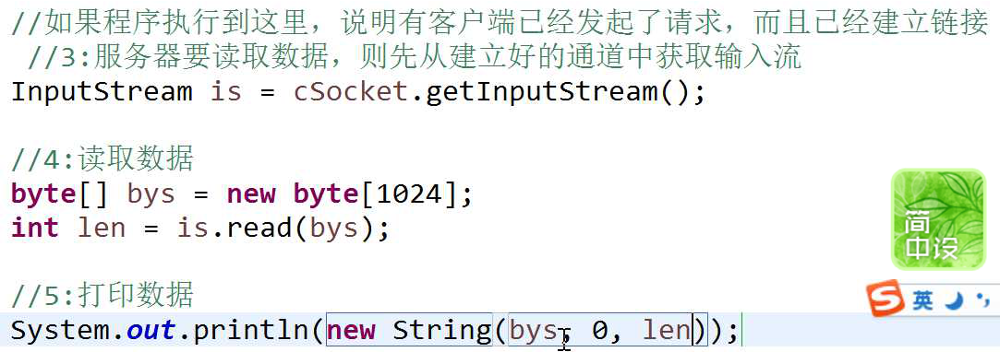 //如果程序执行到这里，说明有客户端已经发起了请求，而且已经建立链接
//3:服务器要读取数据，则先从建立好的通道中获取输入流
InputStream is = cSocket.getInputStream();
//4:读取数据
byte[] bys = new byte[1024];
int len = is.read(bys);
//5:打印数据
System.out.println(new String(bys, 0, len));
简
中设
S英